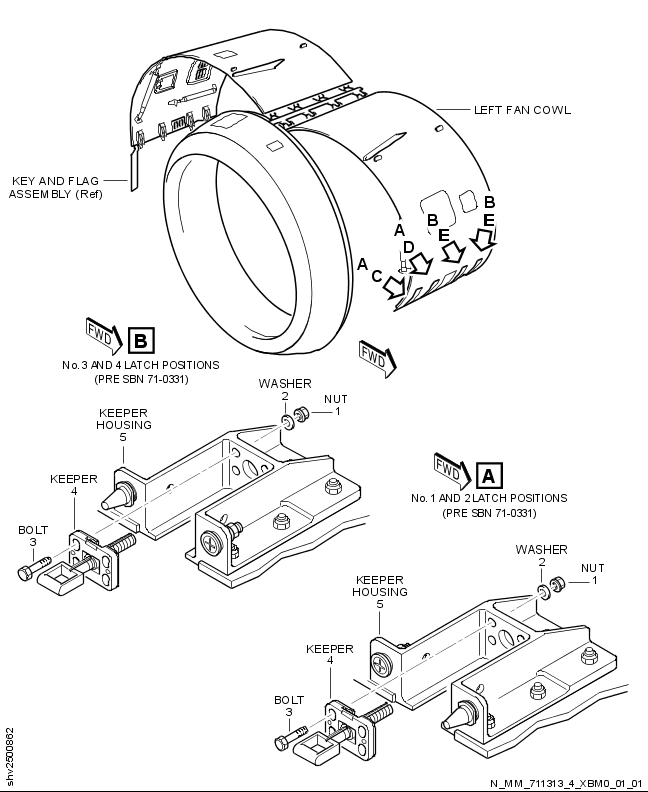 LEFT FAN COWL
KEY AND FLAG
ASSEMBLY (Ref)
B
E
A
B
D
E
A
C
FWD
B
No. 3 AND 4 LATCH POSITIONS
(PRE SBN 71-0331)
FWD
WASHER
2
NUT
1
KEEPER
HOUSING
5
KEEPER
4
BOLT
3
FWD
A
No. 1 AND 2 LATCH POSITIONS
(PRE SBN 71-0331)
WASHER
2
NUT
1
KEEPER
HOUSING
5
KEEPER
4
BOLT
3
shv2500862
N_MM_711313_4_XBM0_01_01